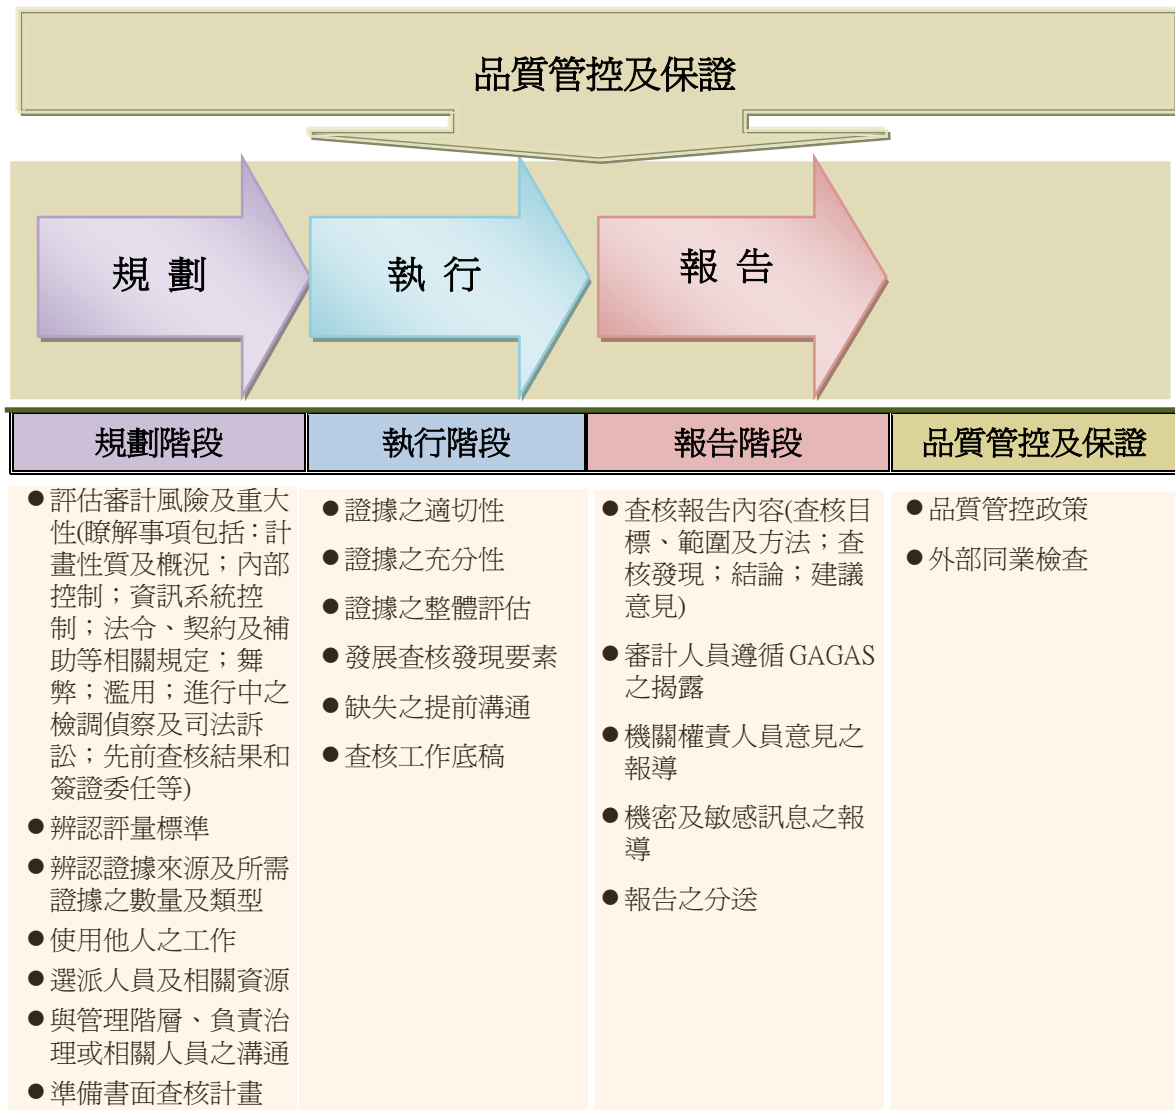 品質管控及保證
規 劃
執 行
報 告
規劃階段
執行階段
報告階段
品質管控及保證
●評估審計風險及重大
性(瞭解事項包括：計
畫性質及概況；內部
控制；資訊系統控
制；法令、契約及補
助等相關規定；舞
弊；濫用；進行中之
檢調偵察及司法訴
訟；先前查核結果和
簽證委任等)
●辨認評量標準
●辨認證據來源及所需
證據之數量及類型
●使用他人之工作
●選派人員及相關資源
●與管理階層、負責治
理或相關人員之溝通
●準備書面查核計畫
●證據之適切性
●證據之充分性
●證據之整體評估
●發展查核發現要素
●缺失之提前溝通
●查核工作底稿
●查核報告內容(查核目
標、範圍及方法；查
核發現；結論；建議
意見)
●審計人員遵循 GAGAS
之揭露
●機關權責人員意見之
報導
●機密及敏感訊息之報
導
●報告之分送
●品質管控政策
●外部同業檢查